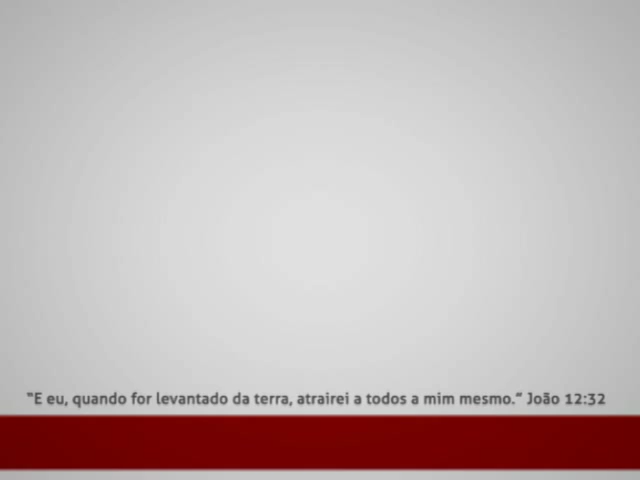 “E eu, quando for levantado da terra, atrairei a todos a mim mesmo.” João 12:32